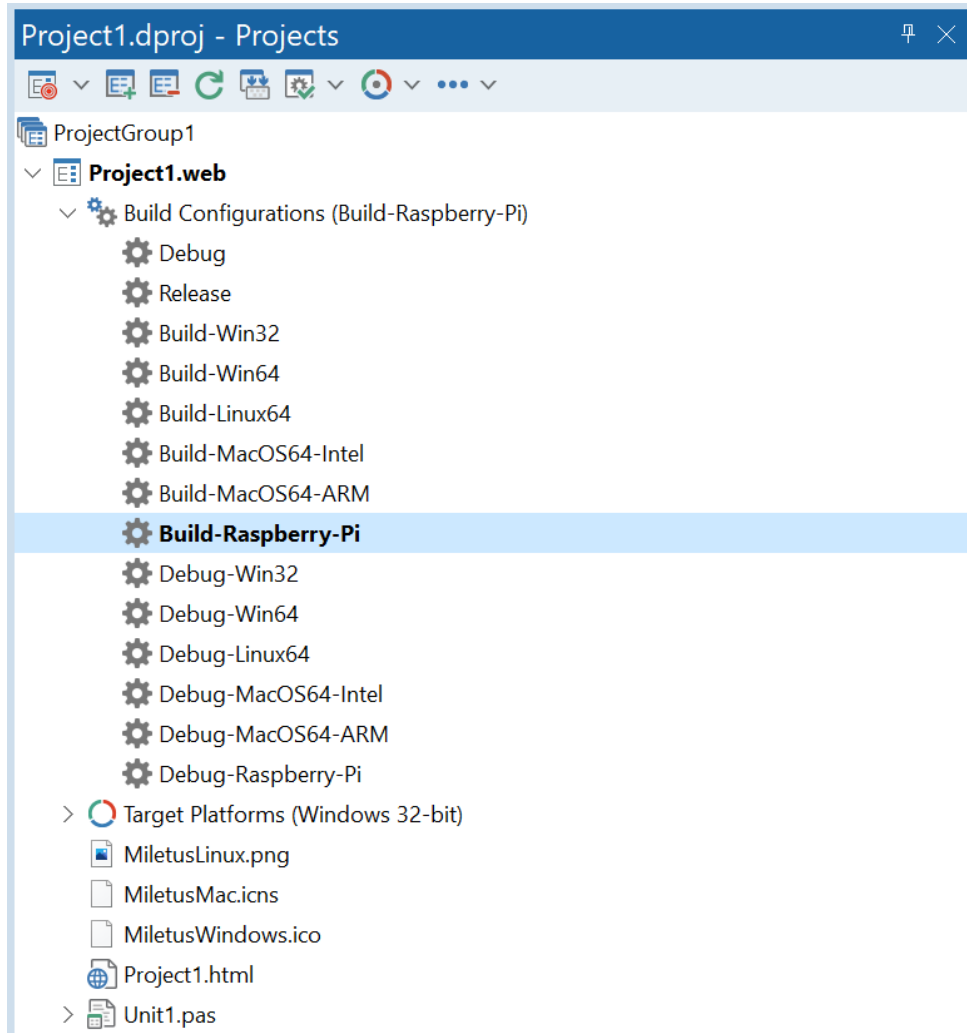 Project1.dproj - Projects
ProjectGroup1
Project1.web
Build Configurations (Build-Raspberry-Pi)
Debug
Release
Build-Win32
Build-Win64
Build-Linux64
Build-MacOS64-Intel
Build-MacOS64-ARM
Build-Raspberry-Pi
Debug-Win32
Debug-Win64
Debug-Linux64
Debug-MacOS64-Intel
Debug-MacOS64-ARM
Debug-Raspberry-Pi
Target Platforms (Windows 32-bit)
MiletusLinux.png
MiletusMac.icns
MiletusWindows.ico
Project1.html
Unit1.pas